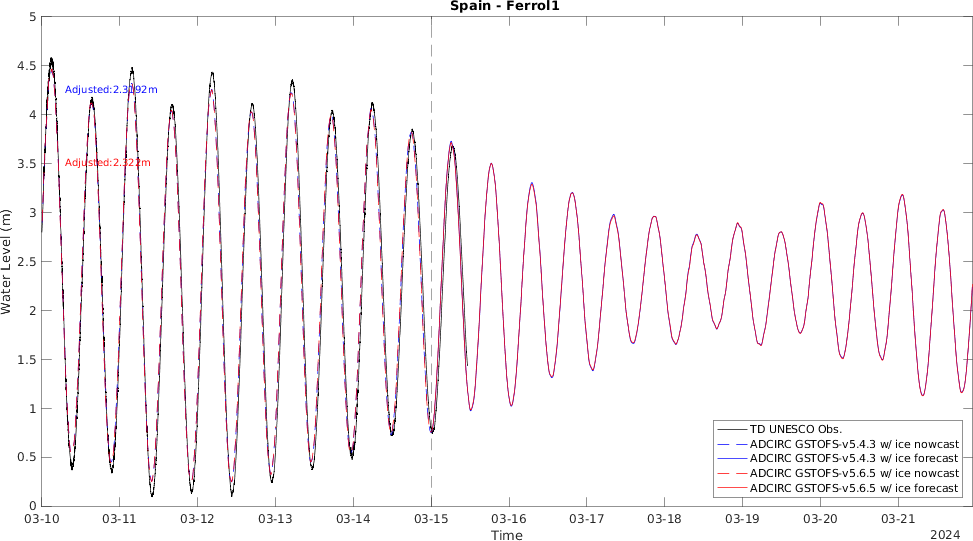 Spain - Ferrol1
5
4.5
4
3.5
3
2.5
2
1.5
1
0.5
0
Water Level (m)
Adjusted:2.3192m
Adjusted:2.322m
TD UNESCO Obs.
ADCIRC GSTOFS-v5.4.3 w/ ice nowcast
ADCIRC GSTOFS-v5.4.3 w/ ice forecast
ADCIRC GSTOFS-v5.6.5 w/ ice nowcast
ADCIRC GSTOFS-v5.6.5 w/ ice forecast
03-10 03-11 03-12 03-13 03-14 03-15 03-16 03-17 03-18 03-19 03-20 03-21
Time
2024